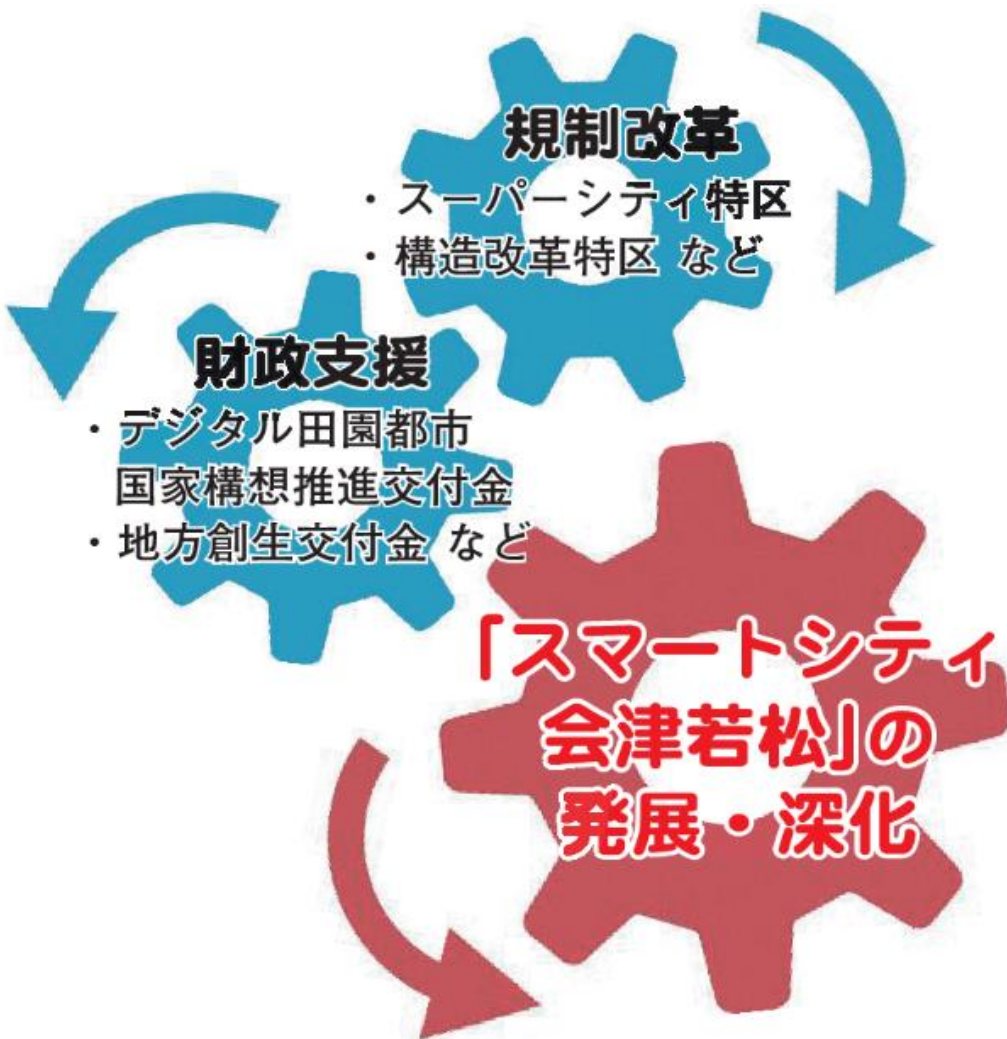 規制改革
・スーパーシティ特区
・構造改革特区 など
財政支援
・デジタル田園都市
国家構想推進交付金
・地方創生交付金 など
「スマートシティ
会津若松」の
発展・深化